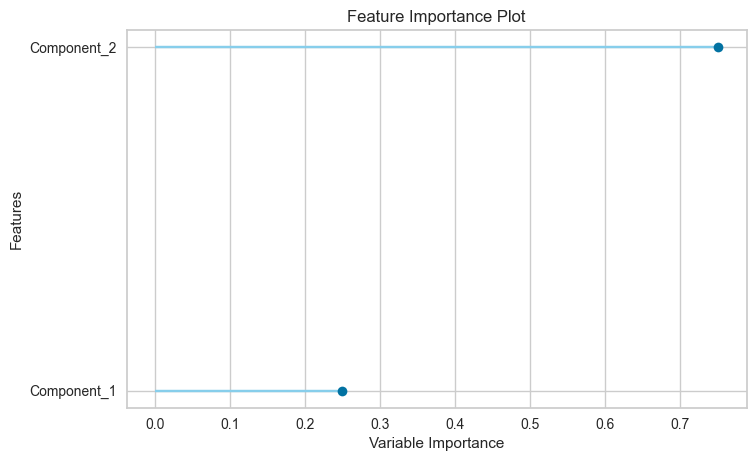 Feature Importance Plot
Component_2
Features
Component_1
0.0 0.1 0.2 0.3 0.4 0.5 0.6 0.7
Variable Importance